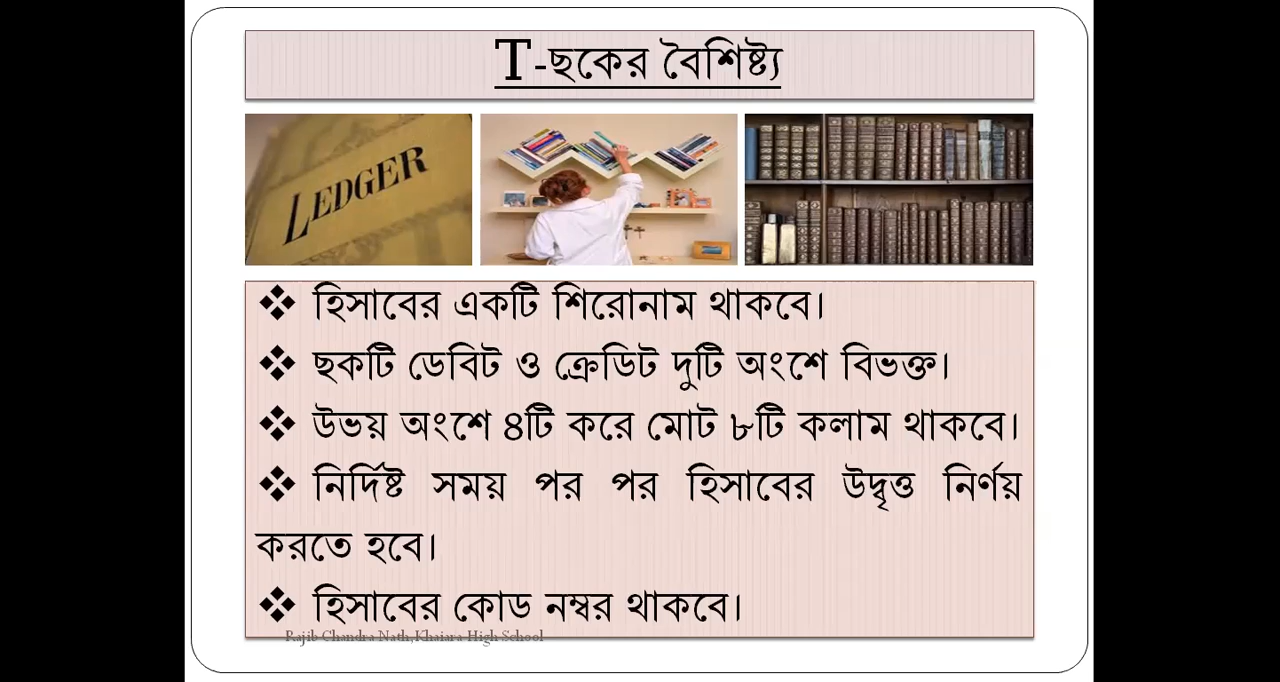 T-ছকের বৈশিষ্ট্য
LEDGER
❖ হিসাবের একটি শিরোনাম থাকবে।
❖ ছকটি ডেবিট ও ক্রেডিট দুটি অংশে বিভক্ত।
❖ উভয় অংশে ৪টি করে মোট ৮টি কলাম থাকবে।
❖ নির্দিষ্ট সময় পর পর হিসাবের উদ্বৃত্ত নির্ণয়
করতে হবে।
❖ হিসাবের কোড নম্বর থাকবে।
Rajib Chandra Nath,Khaiara High School